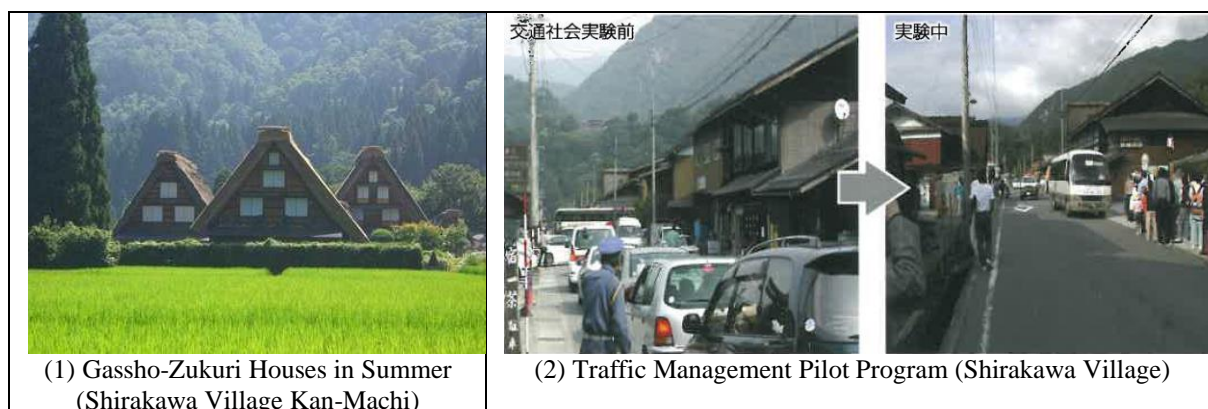 交通社会実験前
実験中
(1) Gassho-Zukuri Houses in Summer
(Shirakawa Village Kan-Machi)
(2) Traffic Management Pilot Program (Shirakawa Village)